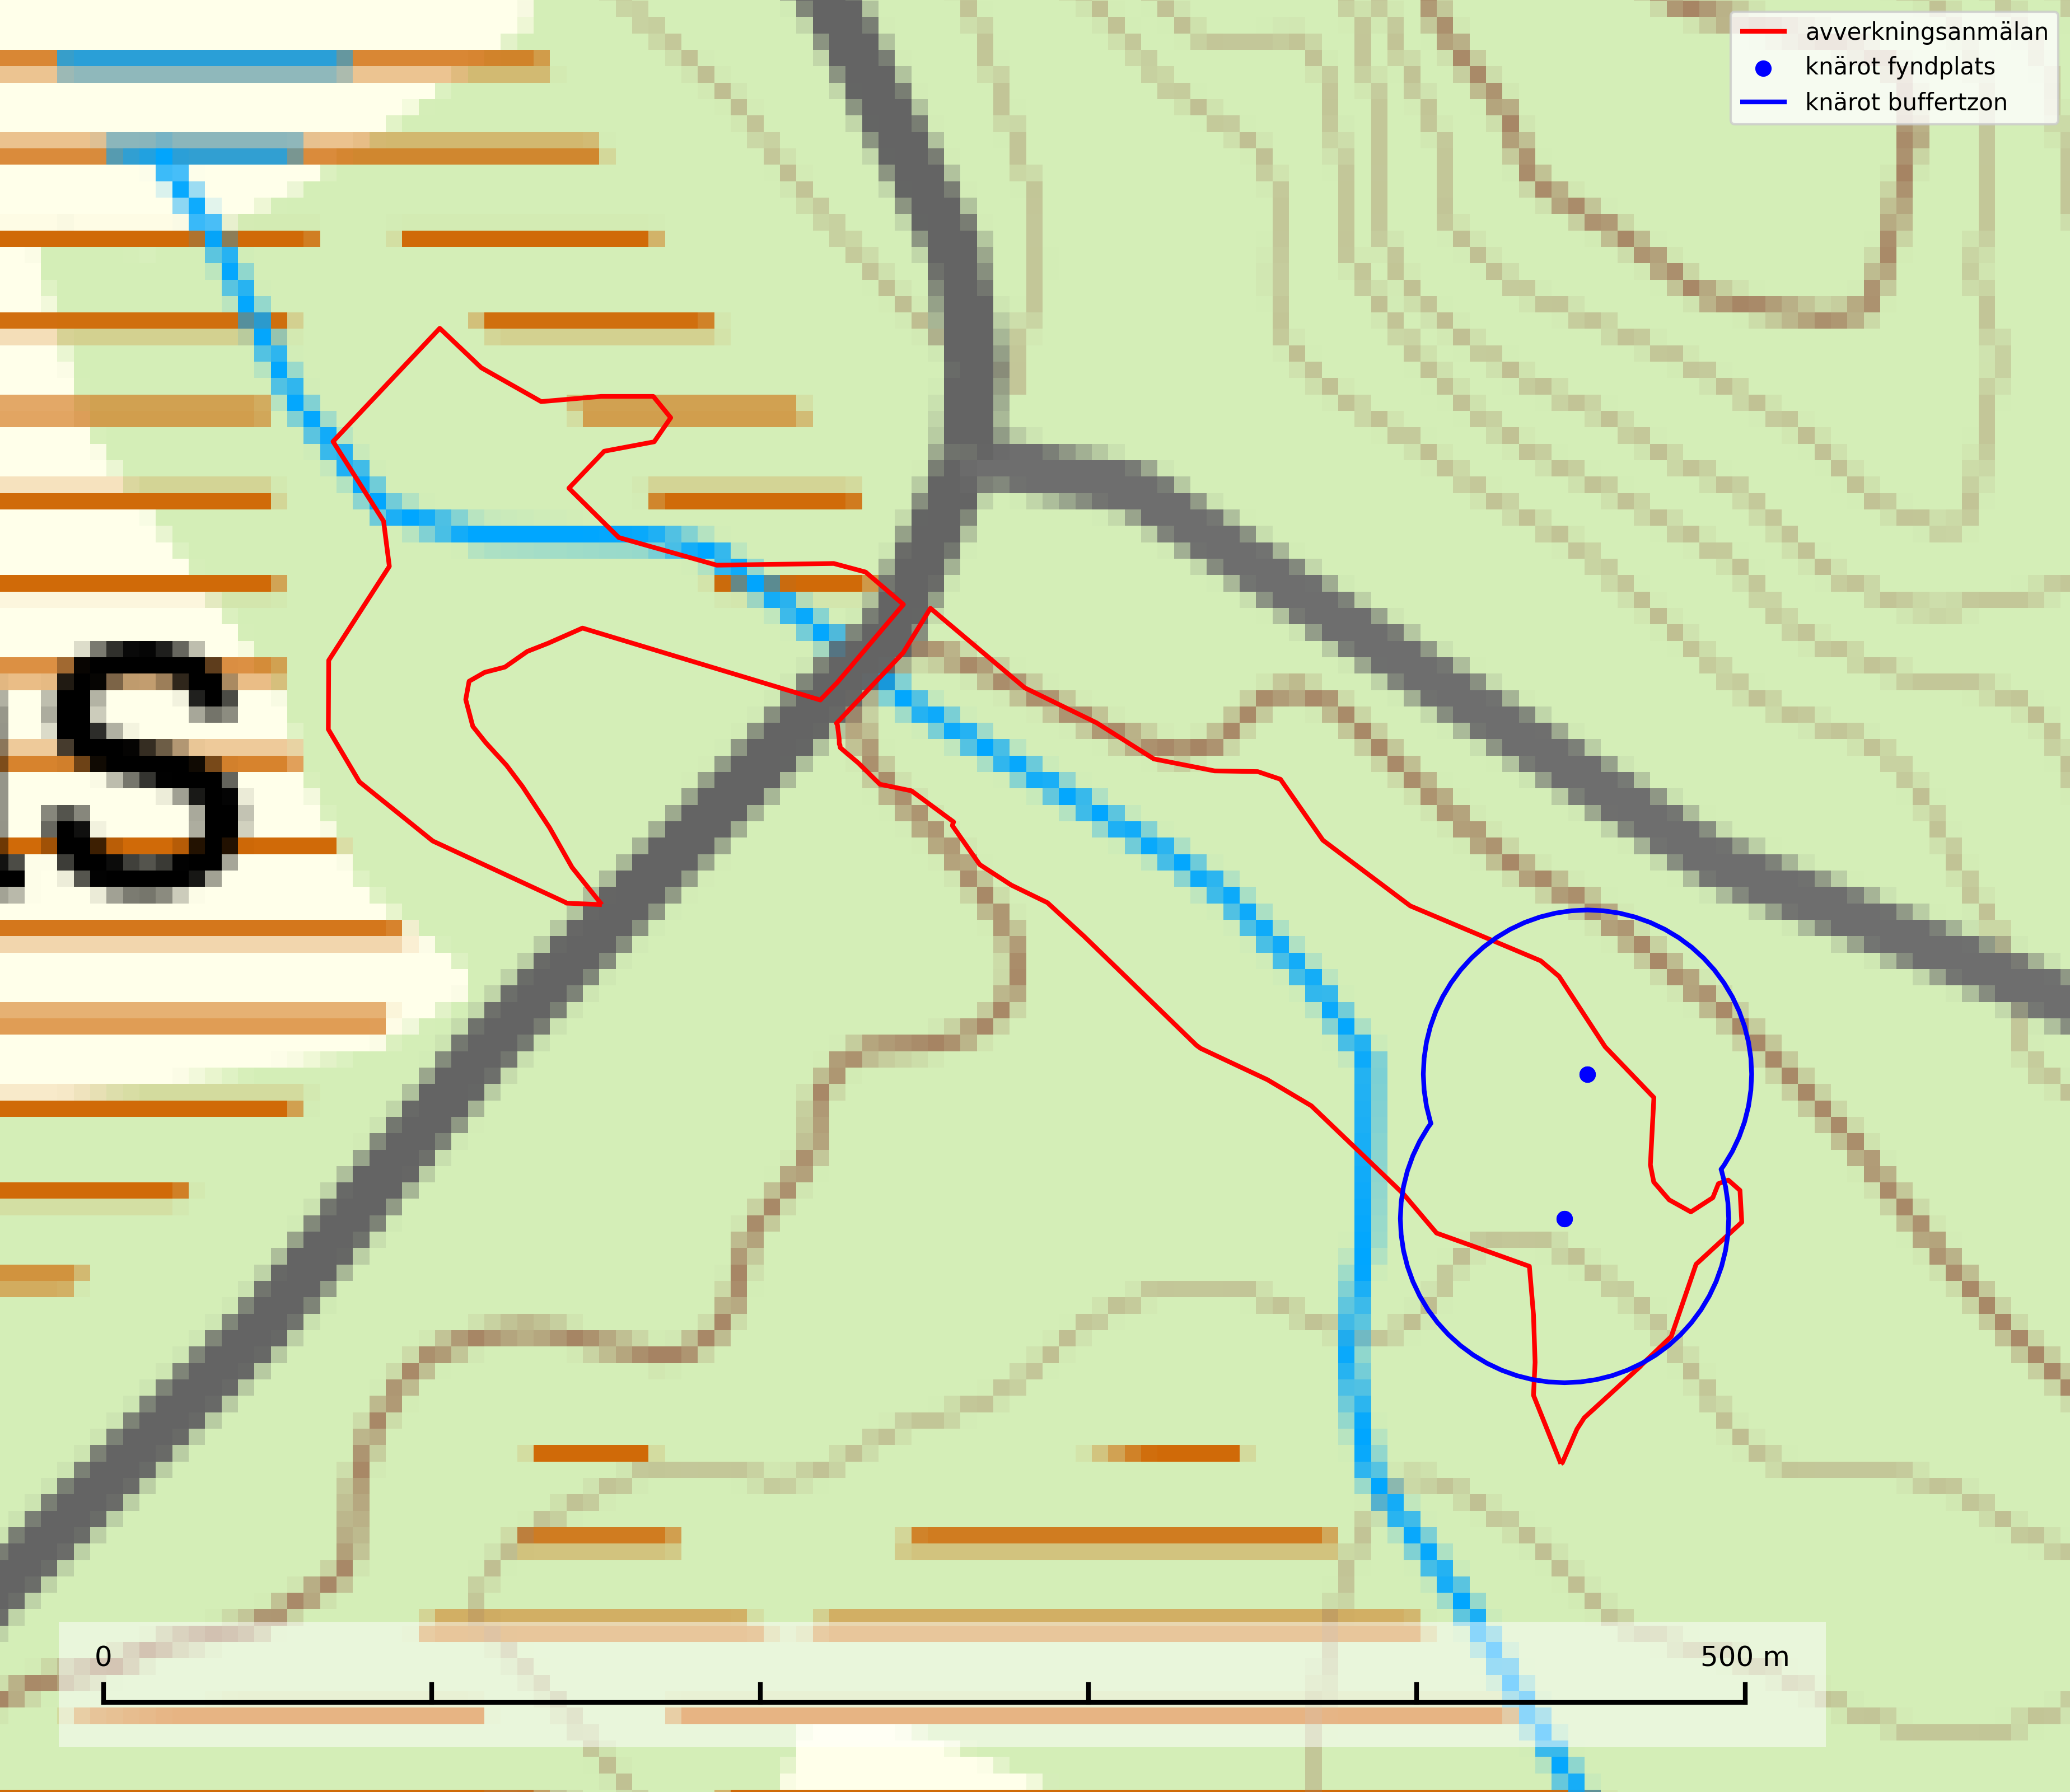 avverkningsanmälan
knärot fyndplats
knärot buffertzon
S
0 500 m